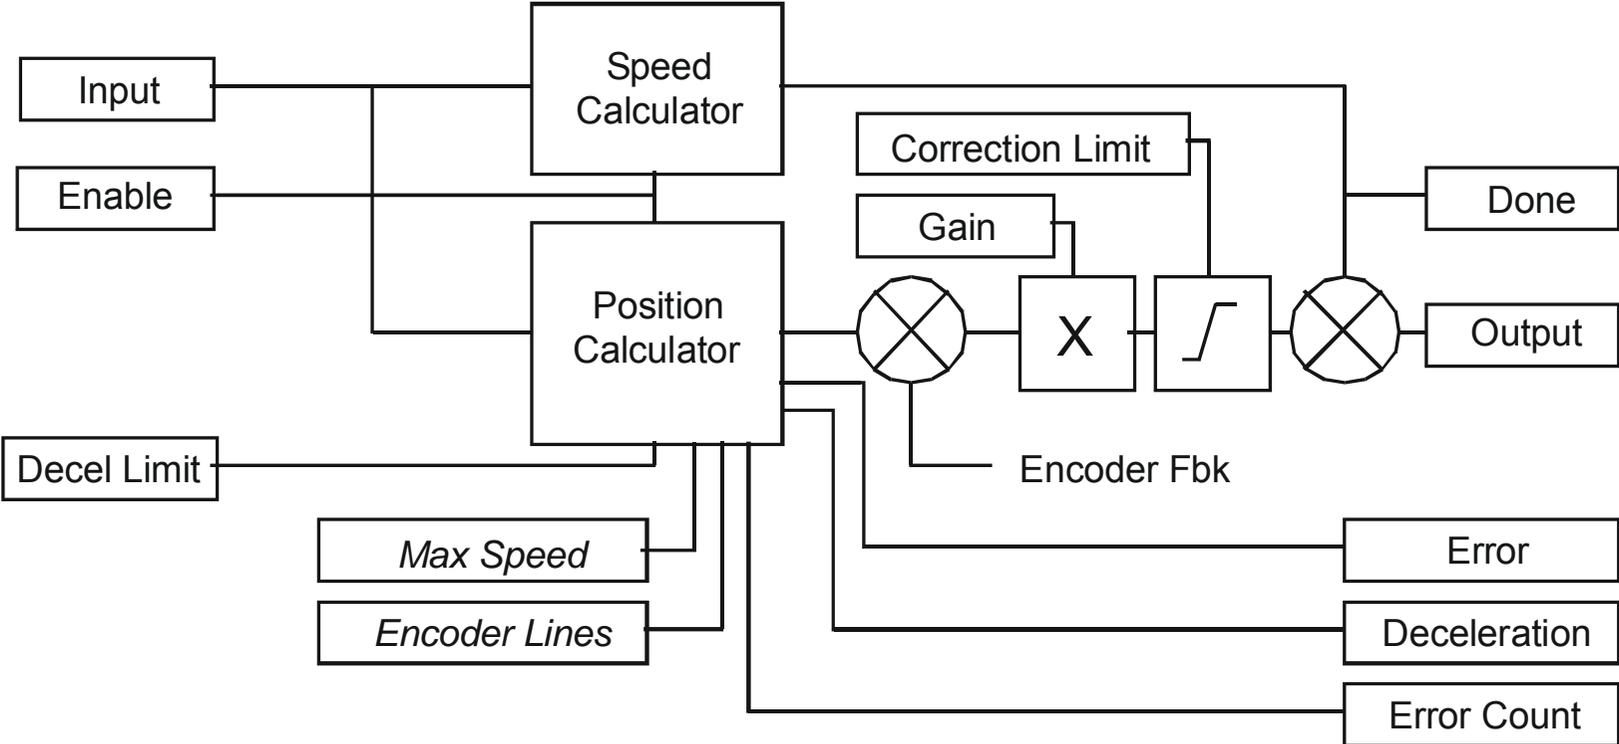 Speed
Calculator
Input
Correction Limit
Enable
Done
Gain
Position
Calculator
X
Output
Decel Limit
Encoder Fbk
Max Speed
Error
Encoder Lines
Deceleration
Error Count